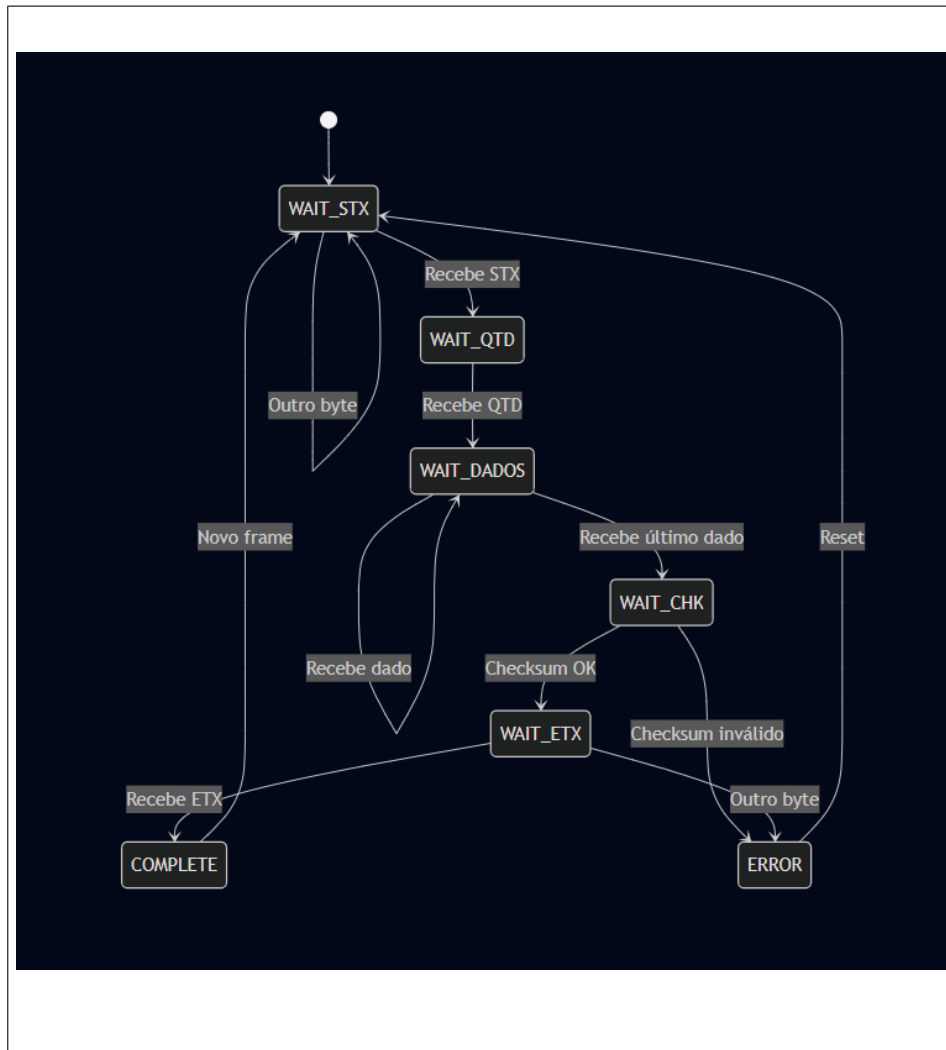 WAIT_STX
Recebe STX
WAIT_QTD
Outro byte
Recebe QTD
WAIT_DADOS
Novo frame
Recebe último dado
Reset
WAIT_CHK
Recebe dado
Checksum OK
WAIT_ETX
Checksum inválido
Recebe ETX
Outro byte
COMPLETE
ERROR